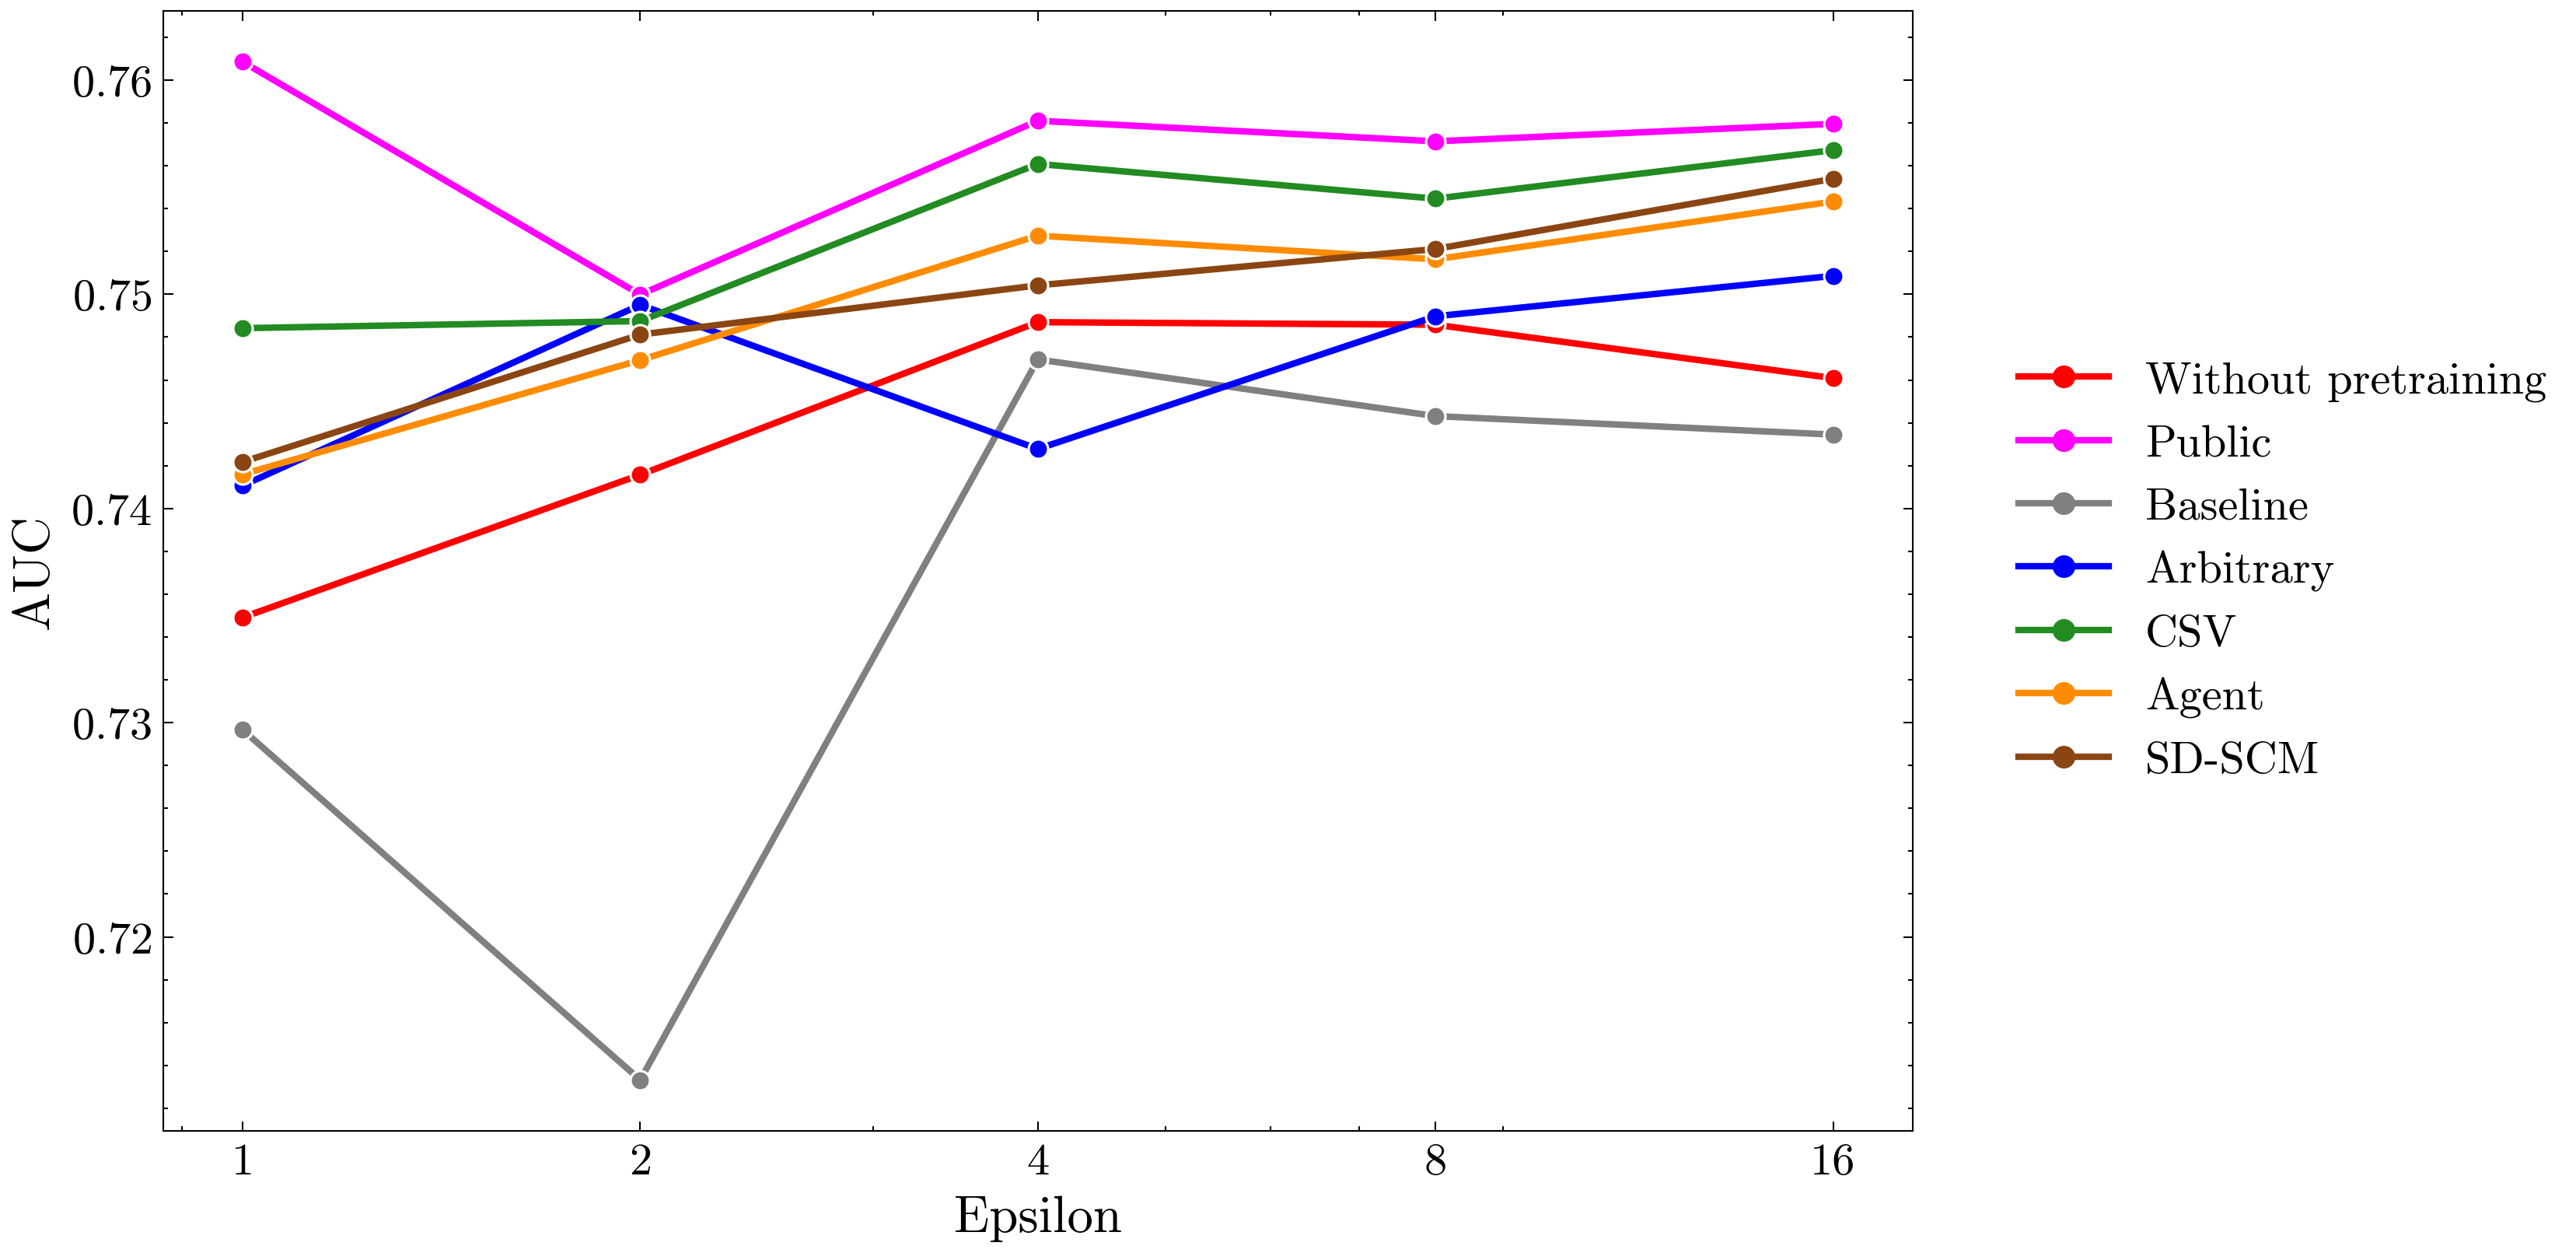 0.76
0.75
0.74
0.73
0.72
AUC
1 2 4 8 16
Epsilon
Without pretraining
Public
Baseline
Arbitrary
CSV
Agent
SD-SCM